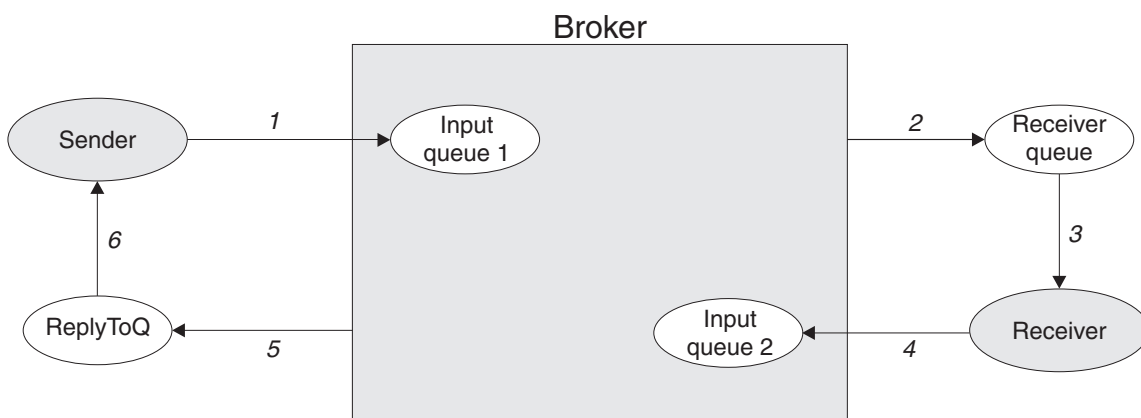 Broker
Sender
1
Input
queue 1
2
Receiver
queue
6
3
ReplyToQ
5
Input
queue 2
4
Receiver